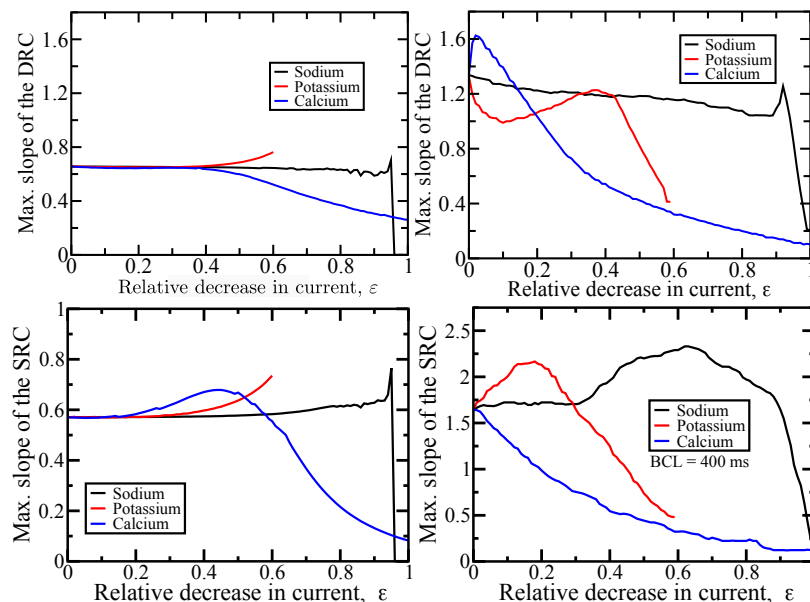 Max. slope of the DRC
1.6
1.2
0.6
0
Sodium
Potassium
Calcium
0 0.2 0.4 0.6 0.8 1
Relative decrease in current, ε
Max. slope of the DRC
1.6
1.2
0.8
0.4
0
Sodium
Potassium
Calcium
0 0.2 0.4 0.6 0.8 1
Relative decrease in current, ε
Max. slope of the SRC
1
0.8
0.6
0.4
0.2
0
Sodium
Potassium
Calcium
0 0.2 0.4 0.6 0.8 1
Relative decrease in current, ε
Max. slope of the SRC
2.5
2
1.5
1
0.5
0
Sodium
Potassium
Calcium
BCL = 400 ms
0 0.2 0.4 0.6 0.8 1
Relative decrease in current, ε